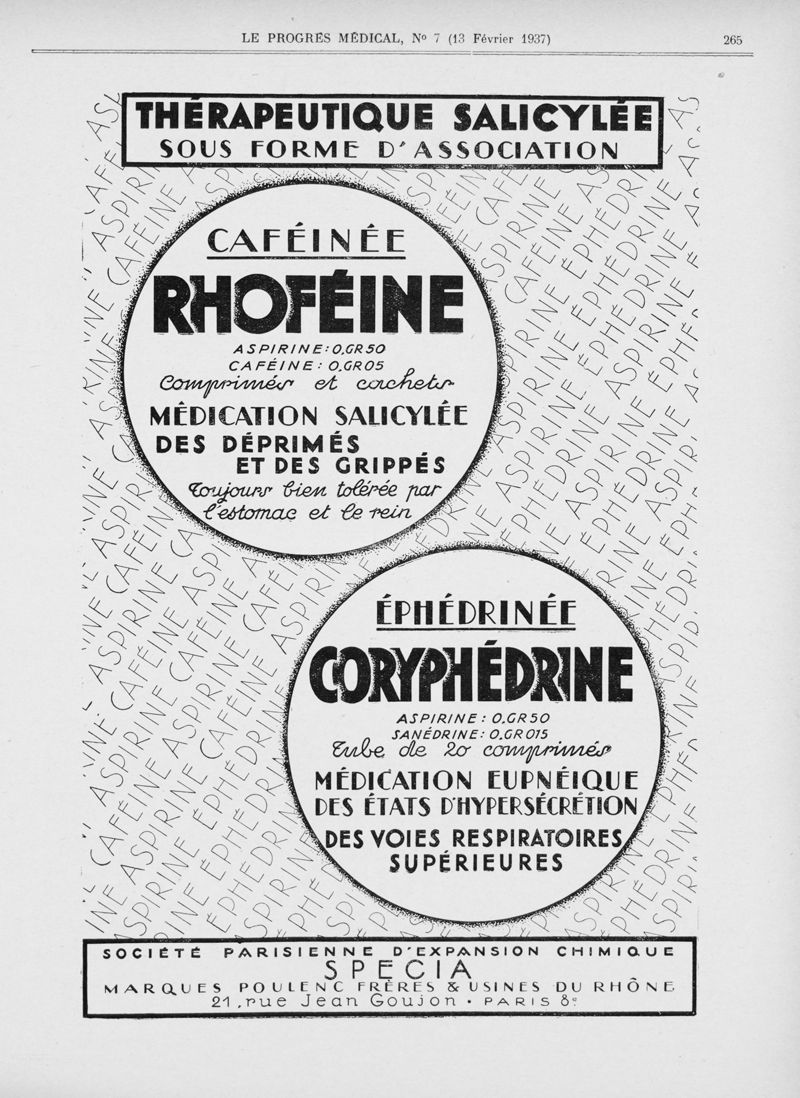 LE PROGRÈS MÉDICAL, Nº 7 (13 Février 1937) 265
THÉRAPEUTIQUE SALICYLÉE
SOUS FORME D'ASSOCIATION
CAFÉINÉE
RHOFÉINE
ASPIRINE: 0.GR50
CAFÉINE: 0.GR05
Comprimés et cachets
MÉDICATION SALICYLÉE
DES DÉPRIMÉS
ET DES GRIPPÉS
Toujours bien tolérée par
l'estomac et le rein
ÉPHÉDRINÉE
CORYPHÉDRINE
ASPIRINE: 0.GR50
SANÉDRINE: 0.GR015
Tube de 20 comprimés
MÉDICATION EUPNÉIQUE
DES ÉTATS D'HYPERSÉCRÉTION
DES VOIES RESPIRATOIRES
SUPÉRIEURES
SOCIÉTÉ PARISIENNE D'EXPANSION CHIMIQUE
SPECIA
MARQUES POULENC FRÈRES & USINES DU RHÔNE
21, rue Jean Goujon · PARIS 8e